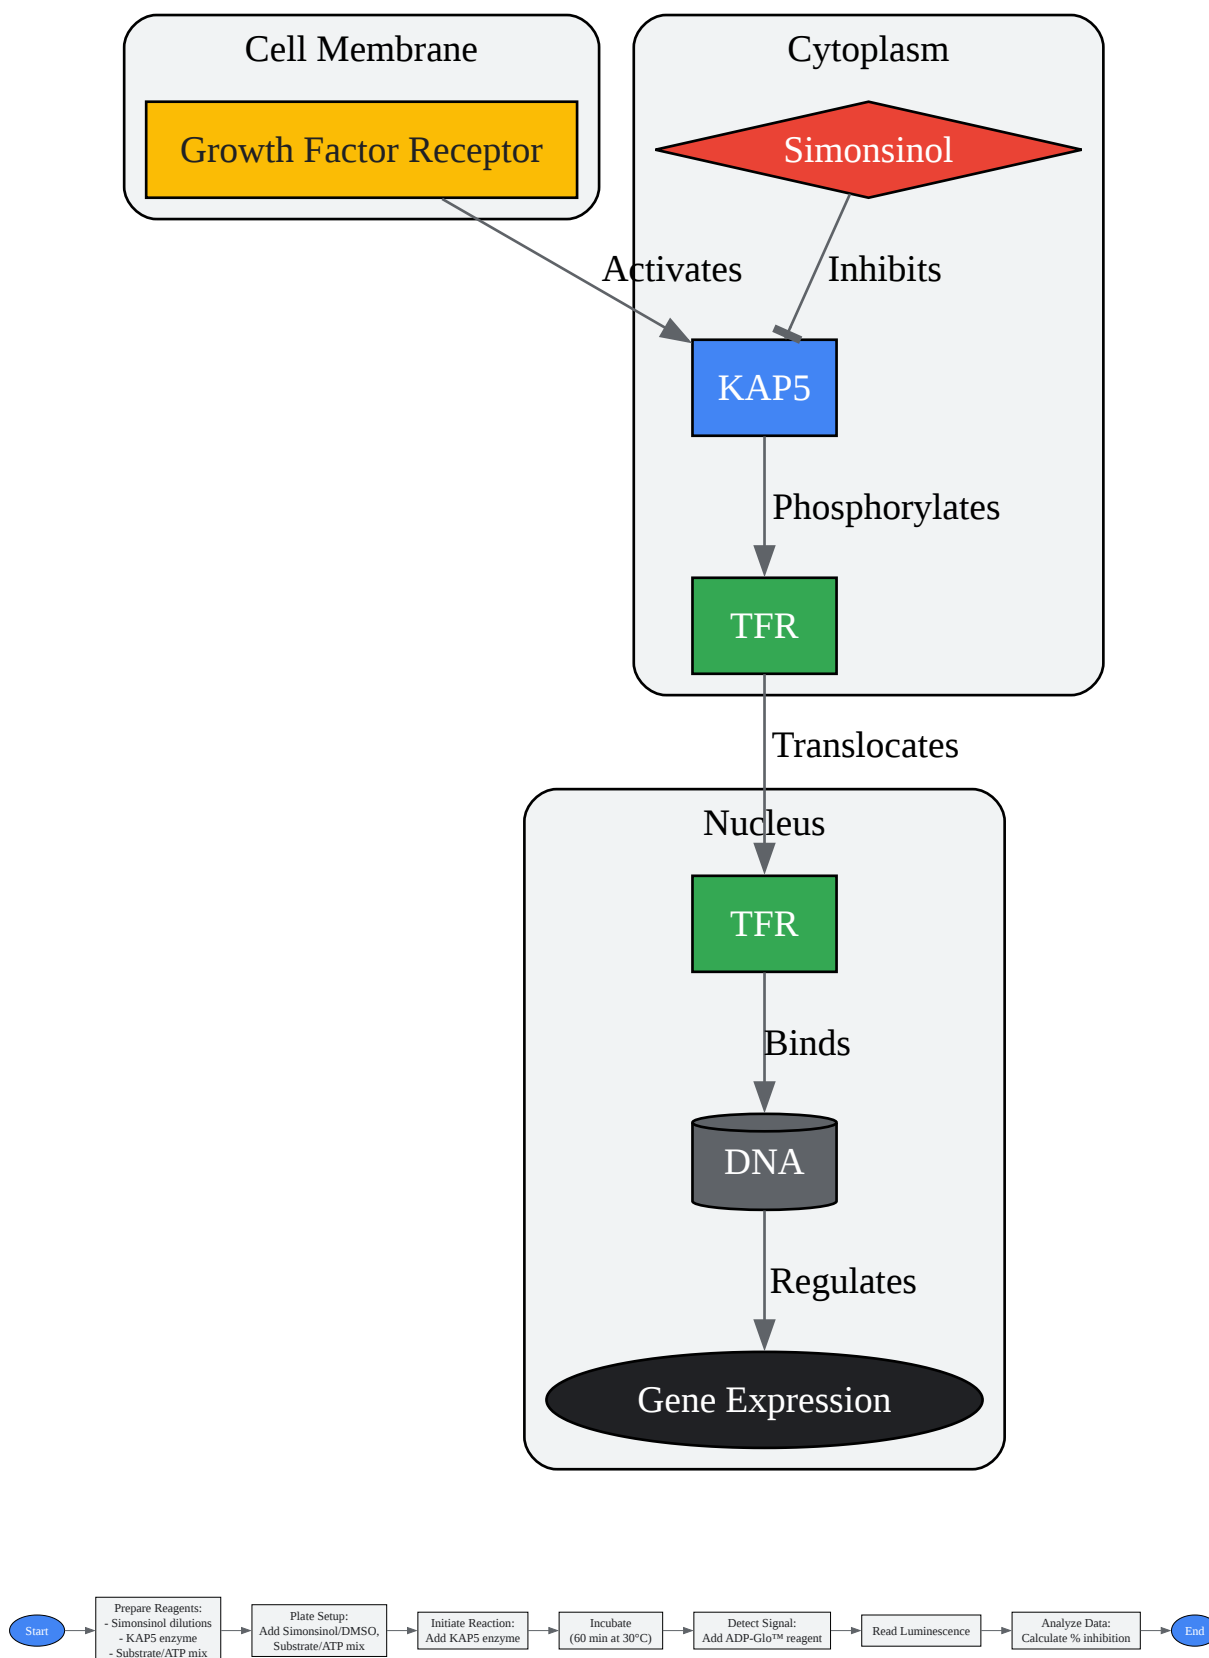 Cell Membrane
Cytoplasm
Growth Factor Receptor
Simonsinol
Activates
Inhibits
KAP5
Phosphorylates
TFR
Translocates
Nucleus
TFR
Binds
DNA
Regulates
Gene Expression
Start
Prepare Reagents:
- Simonsinol dilutions
- KAP5 enzyme
- Substrate/ATP mix
Plate Setup:
Add Simonsinol/DMSO,
Substrate/ATP mix
Initiate Reaction:
Add KAP5 enzyme
Incubate
(60 min at 30°C)
Detect Signal:
Add ADP-Glo™ reagent
Read Luminescence
Analyze Data:
Calculate % inhibition
End